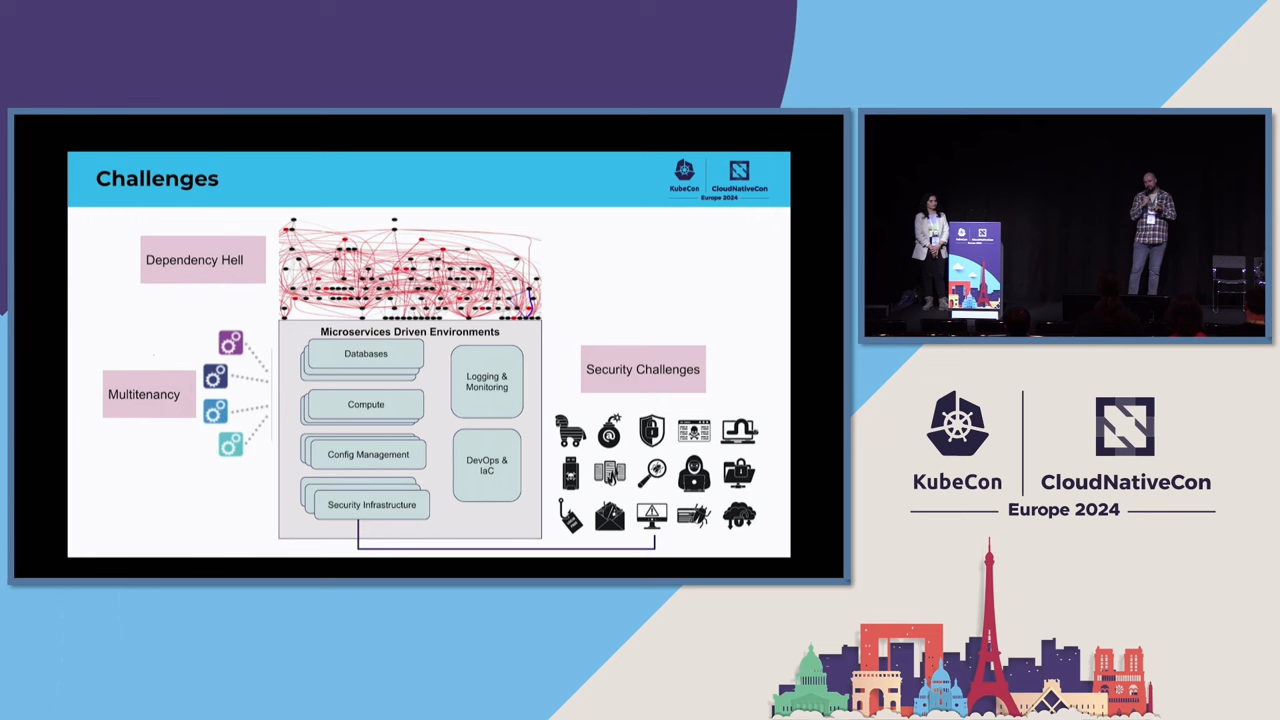 Challenges
KubeCon
CloudNativeCon
Europe 2024
Dependency Hell
Microservices Driven Environments
Databases
Logging &
Monitoring
Compute
Multitenancy
Config Management
DevOps &
IaC
Security Infrastructure
Security Challenges
KubeCon
CloudNativeCon
Europe 2024